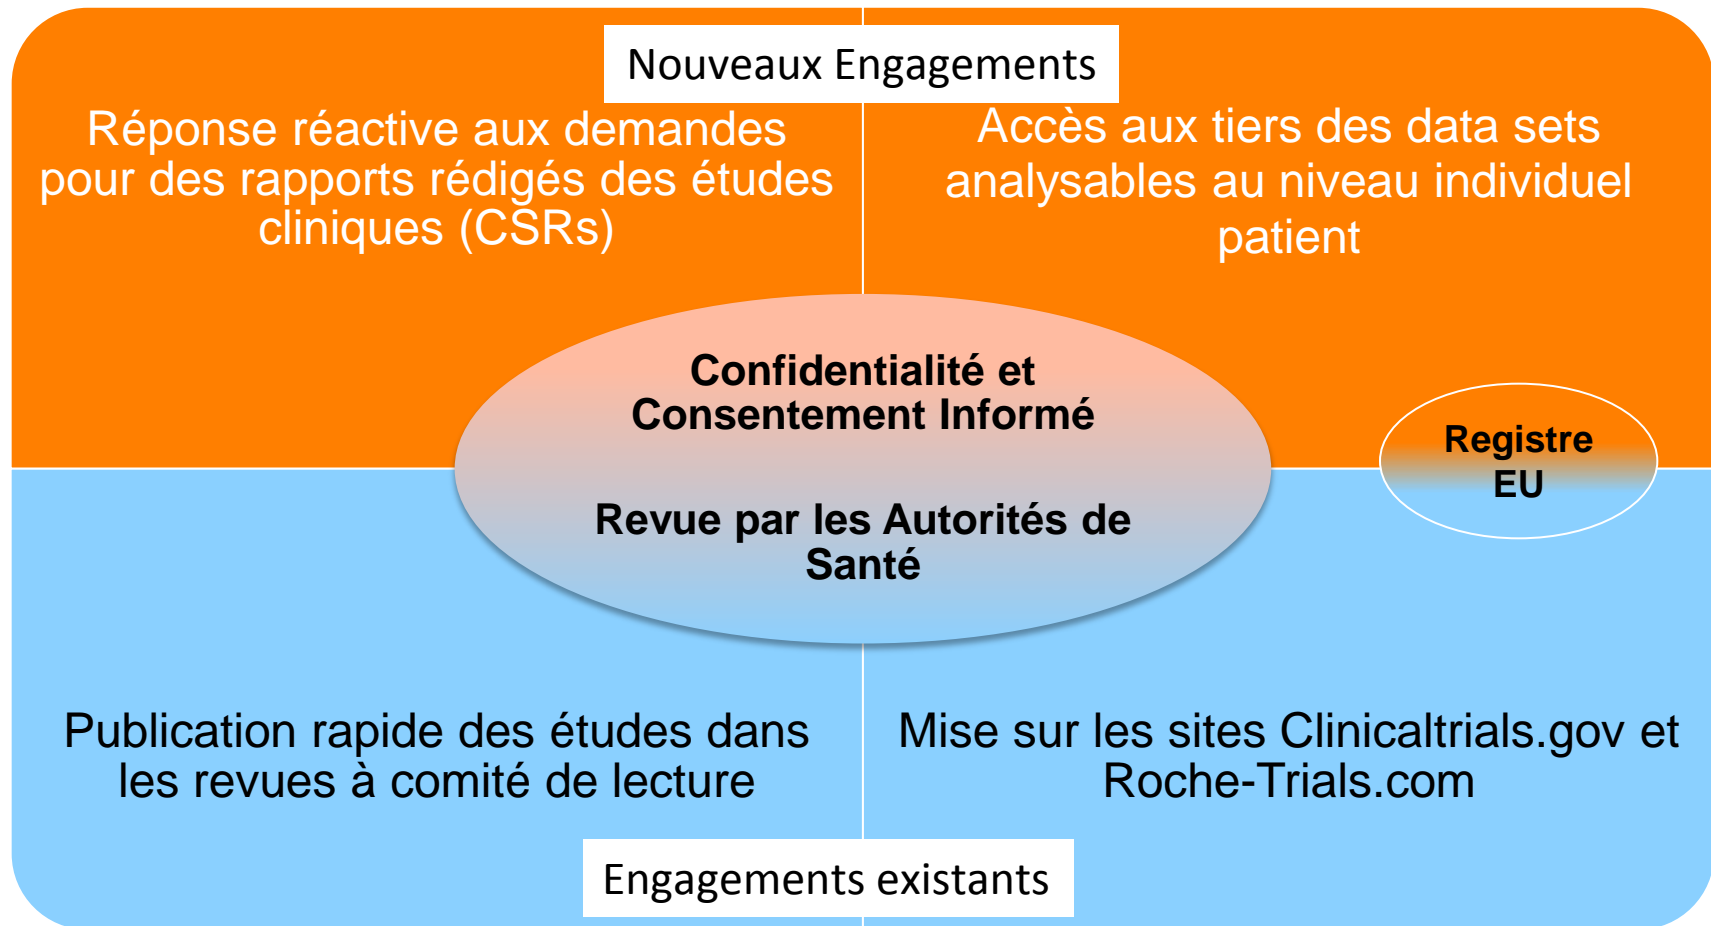 Nouveaux Engagements
Réponse réactive aux demandes
pour des rapports rédigés des études
cliniques (CSRs)
Accès aux tiers des data sets
analysables au niveau individuel
patient
Confidentialité et
Consentement Informé
Revue par les Autorités de
Santé
Registre
EU
Publication rapide des études dans
les revues à comité de lecture
Mise sur les sites Clinicaltrials.gov et
Roche-Trials.com
Engagements existants